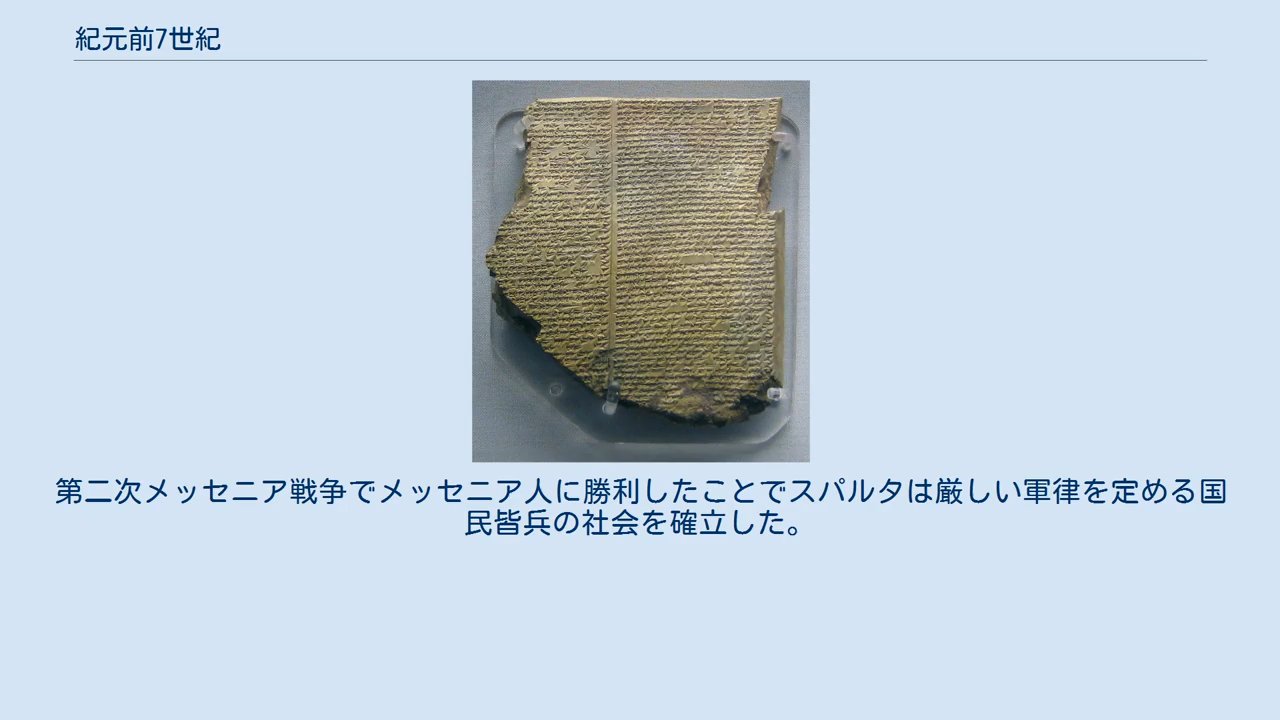 紀元前7世紀
第二次メッセニア戦争でメッセニア人に勝利したことでスパルタは厳しい軍律を定める国
民皆兵の社会を確立した。